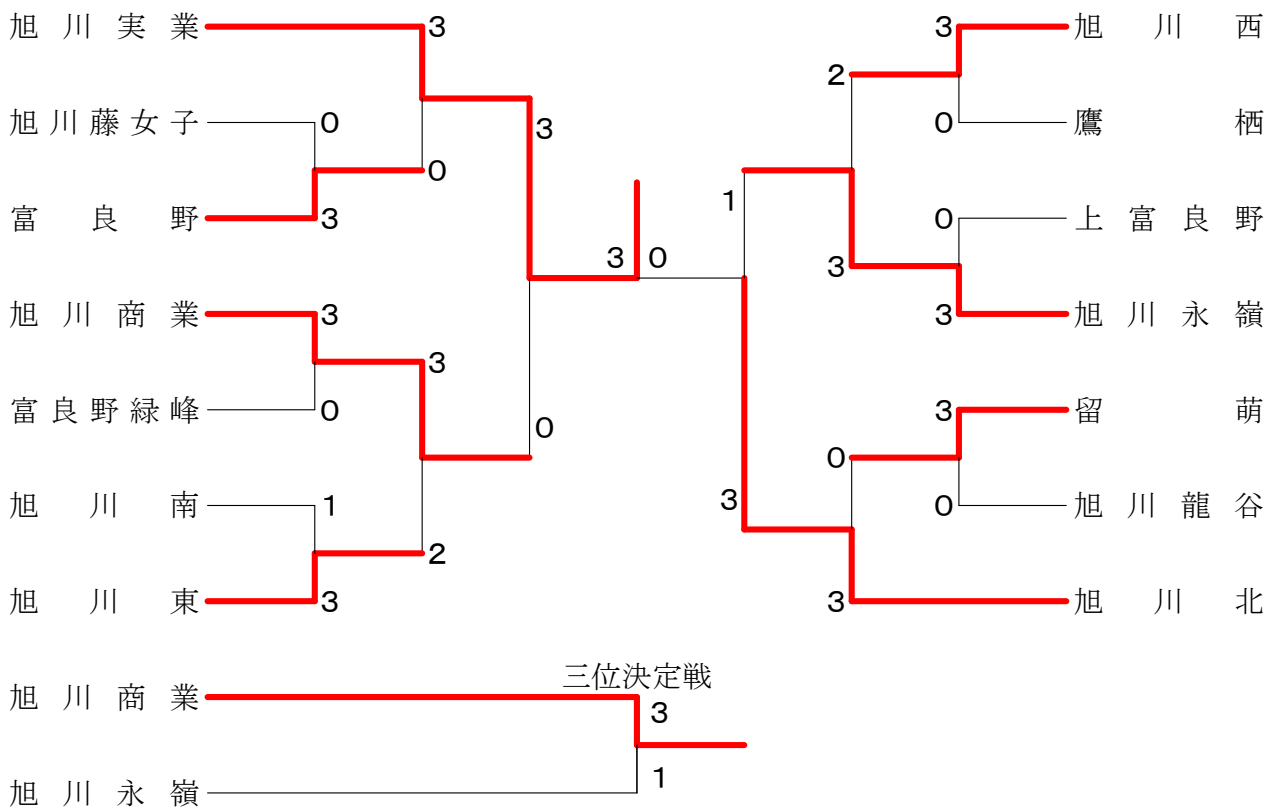 旭川実業 3 3 旭川西
2
旭川藤女子 0 3 0 鷹栖
0
富良野 3 1 0 上富良野
3 0 3
旭川商業 3 3 旭川永嶺
3
富良野緑峰 0 0 3 留萌
0
旭川南 1 3 0 旭川龍谷
2
旭川東 3 3 旭川北
三位決定戦
旭川商業 3
旭川永嶺 1